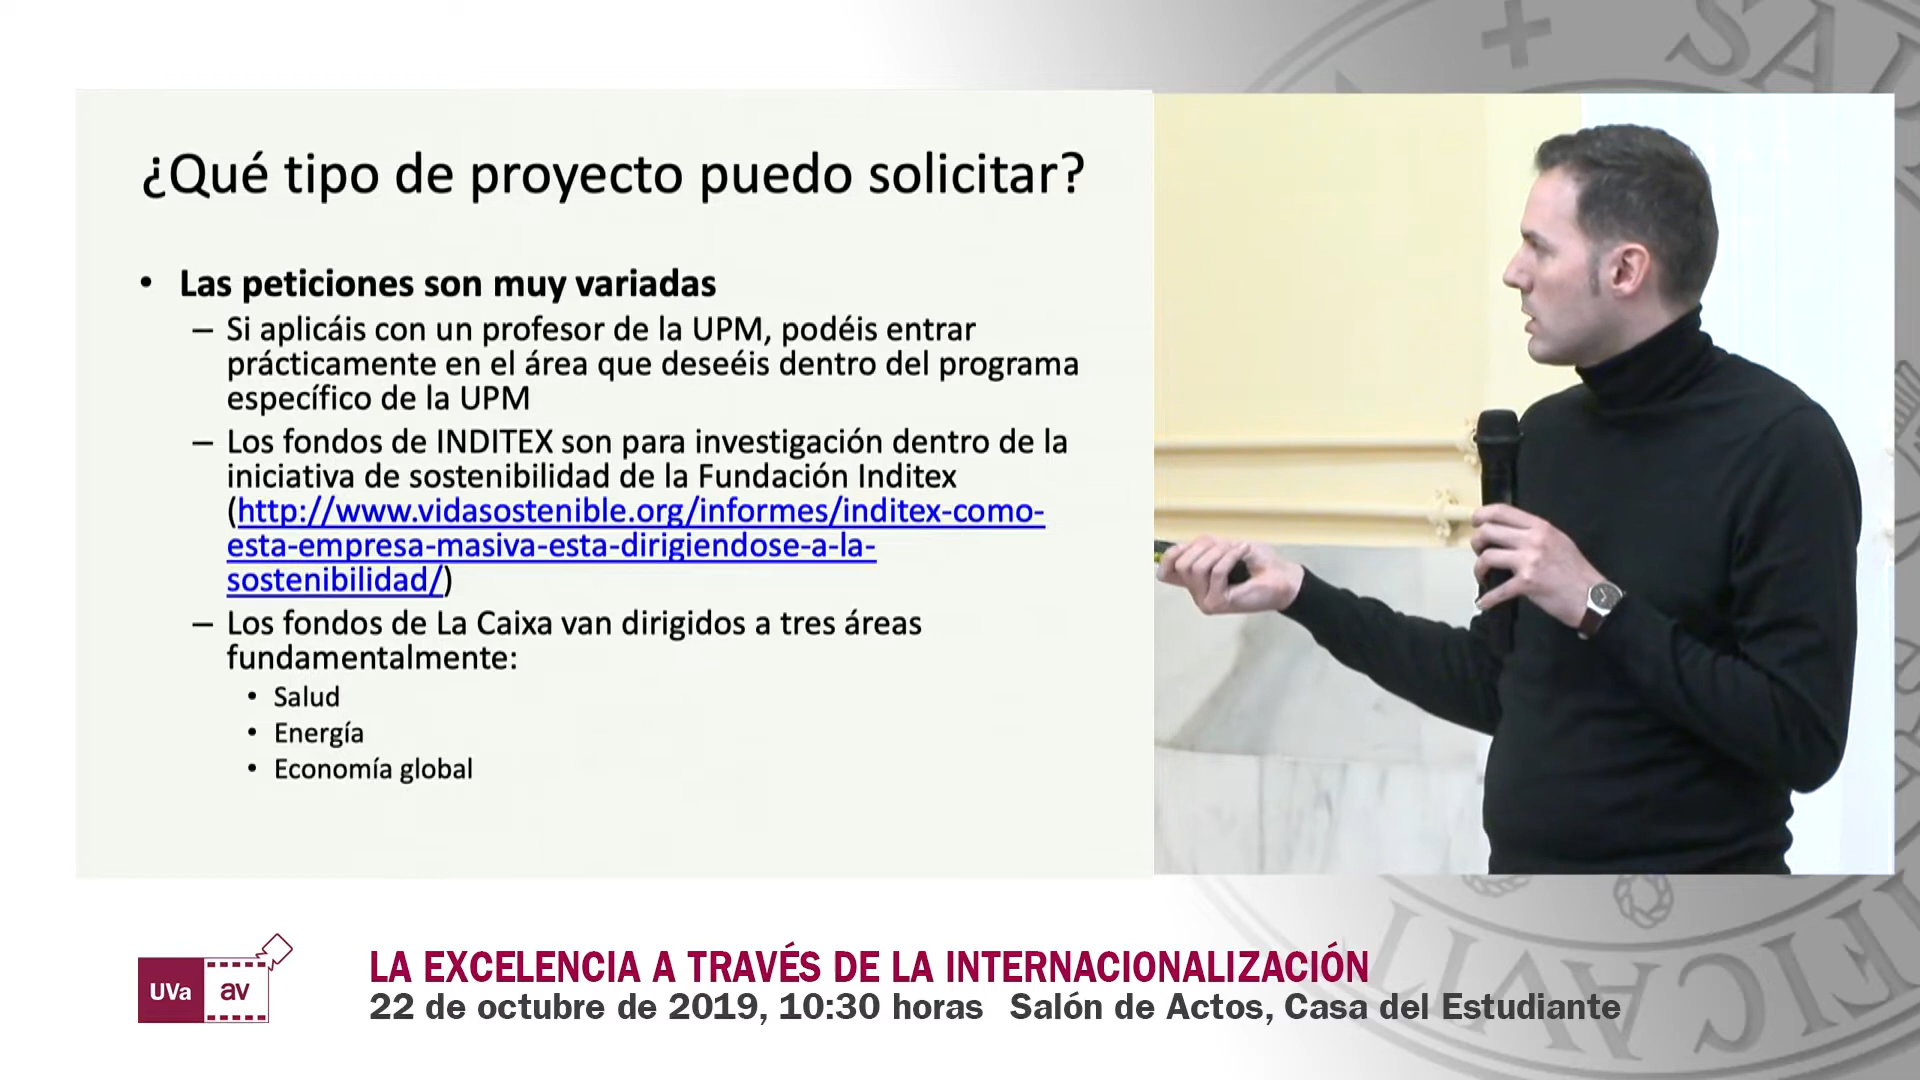 ¿Qué tipo de proyecto puedo solicitar?
• Las peticiones son muy variadas
– Si aplicáis con un profesor de la UPM, podéis entrar
prácticamente en el área que deseéis dentro del programa
específico de la UPM
– Los fondos de INDITEX son para investigación dentro de la
iniciativa de sostenibilidad de la Fundación Inditex
(http://www.vidasostenible.org/informes/inditex-como-
esta-empresa-masiva-esta-dirigiendose-a-la-
sostenibilidad/)
– Los fondos de La Caixa van dirigidos a tres áreas
fundamentalmente:
• Salud
• Energía
• Economía global
UVa av
LA EXCELENCIA A TRAVÉS DE LA INTERNACIONALIZACIÓN
22 de octubre de 2019, 10:30 horas Salón de Actos, Casa del Estudiante